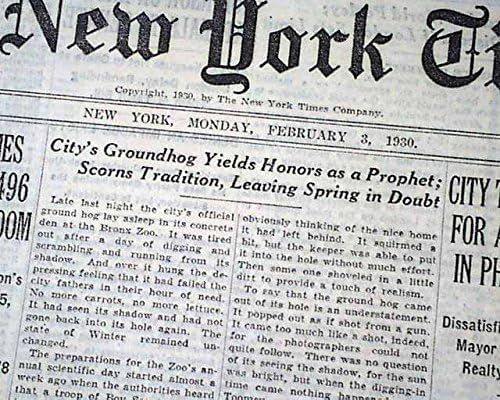 New York Ti
Copyright, 1930, by The New York Times Company.
NEW YORK, MONDAY, FEBRUARY 3, 1930.
MES
496
OOM
on's
5,
78
City's Groundhog Yields Honors as a Prophet;
Scorns Tradition, Leaving Spring in Doubt
Late last night the city's official
ground hog lay asleep in its concrete
den at the Bronx Zoo. It was tired
out after a day of digging and
scrambling and running from its
shadow. And over it hung the de-
pressing feeling that it had failed the
city fathers in their hour of need.
No more carrots, no more lettuce.
It had seen its shadow and had not
gone back into its hole again. The
state of Winter remained un-
changed.
The preparations for the Zoo's an-
nual scientific day started almost a
week ago when the authorities heard
that a troop of Boy
obviously thinking of the nice home
it had left behind. It squirmed a
bit, but the keeper was able to put
it into the hole without much effort.
Then some one shoveled in a little
dirt to provide a touch of realism.
To say that the ground hog came
out of its hole is an understatement.
It popped out as if shot from a gun.
It came too much like a shot, indeed,
for the photographers could not
quite follow. There was no question
of its seeing the shadow, for the sun
was bright, but when the digging-in
time came nothing happened.
CITY
FOR A
IN PH
Dissatisf
Mayor
Realty